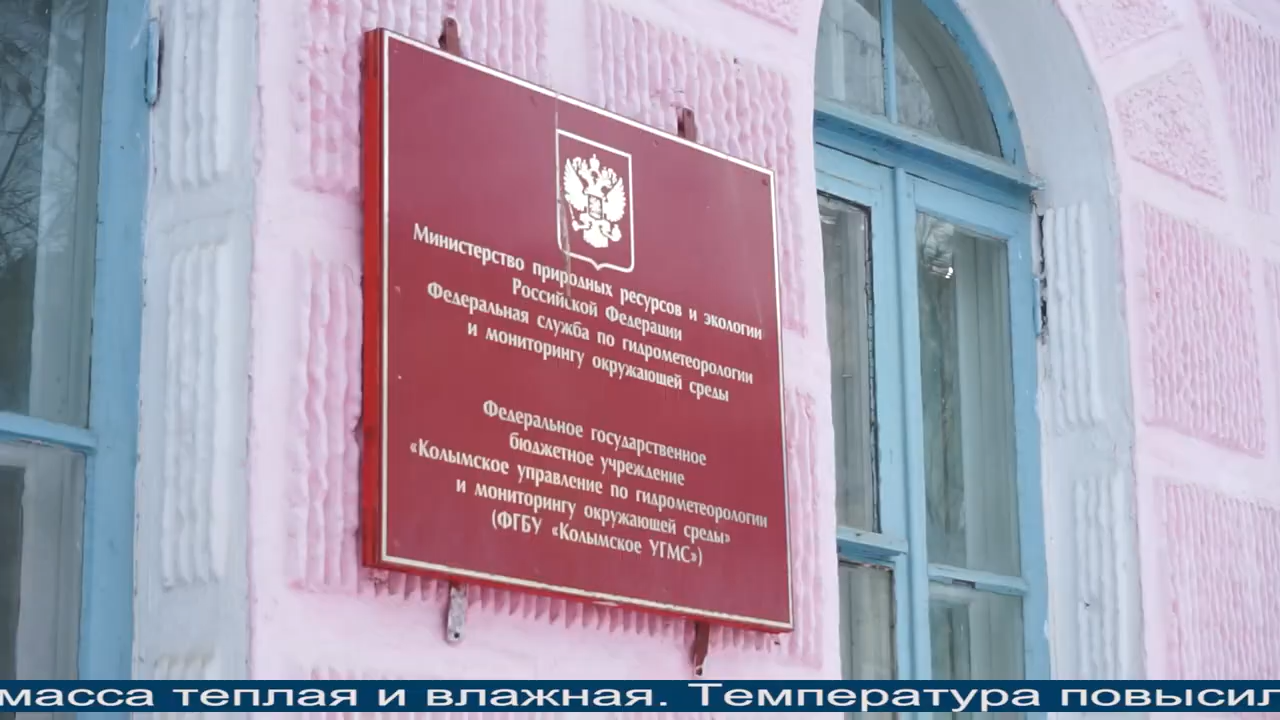 Министерство природных ресурсов и экологии
Российской Федерации
Федеральная служба по гидрометеорологии
и мониторингу окружающей среды
Федеральное государственное
бюджетное учреждение
«Колымское управление по гидрометеорологии
и мониторингу окружающей среды»
(ФГБУ «Колымское УГМС»)
масса теплая и влажная. Температура повысил